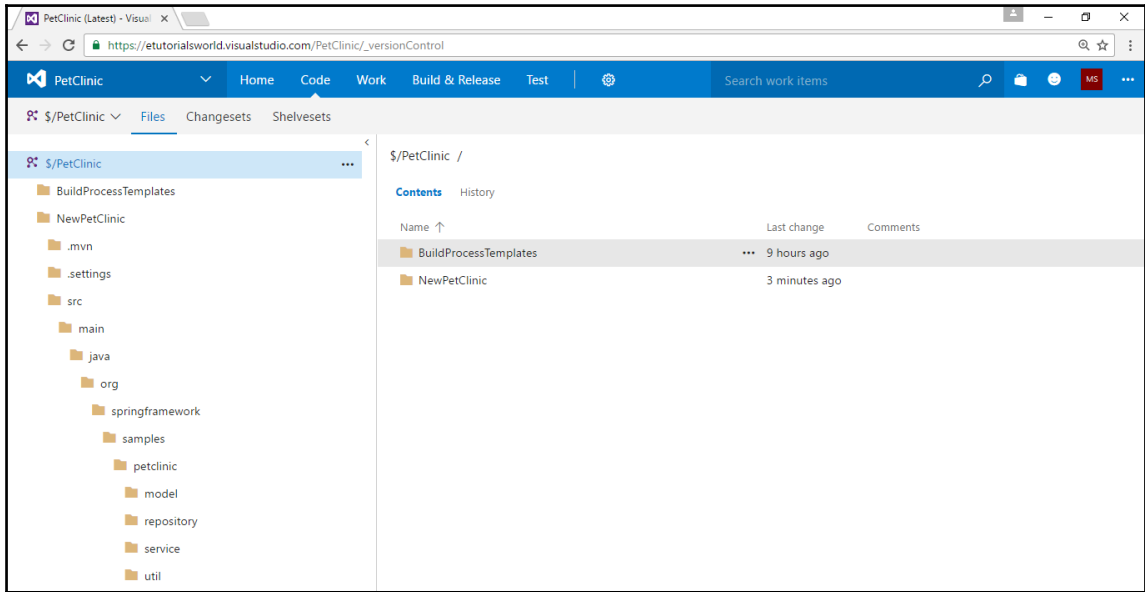 PetClinic (Latest) - Visual
https://etutorialsworld.visualstudio.com/PetClinic/_versionControl
PetClinic Home Code Work Build & Release Test Search work items MS
$/PetClinic Files Changesets Shelvesets
$/PetClinic
BuildProcessTemplates
NewPetClinic
.mvn
.settings
src
main
java
org
springframework
samples
petclinic
model
repository
service
util
$/PetClinic /
Contents History
Name Last change Comments
BuildProcessTemplates 9 hours ago
NewPetClinic 3 minutes ago